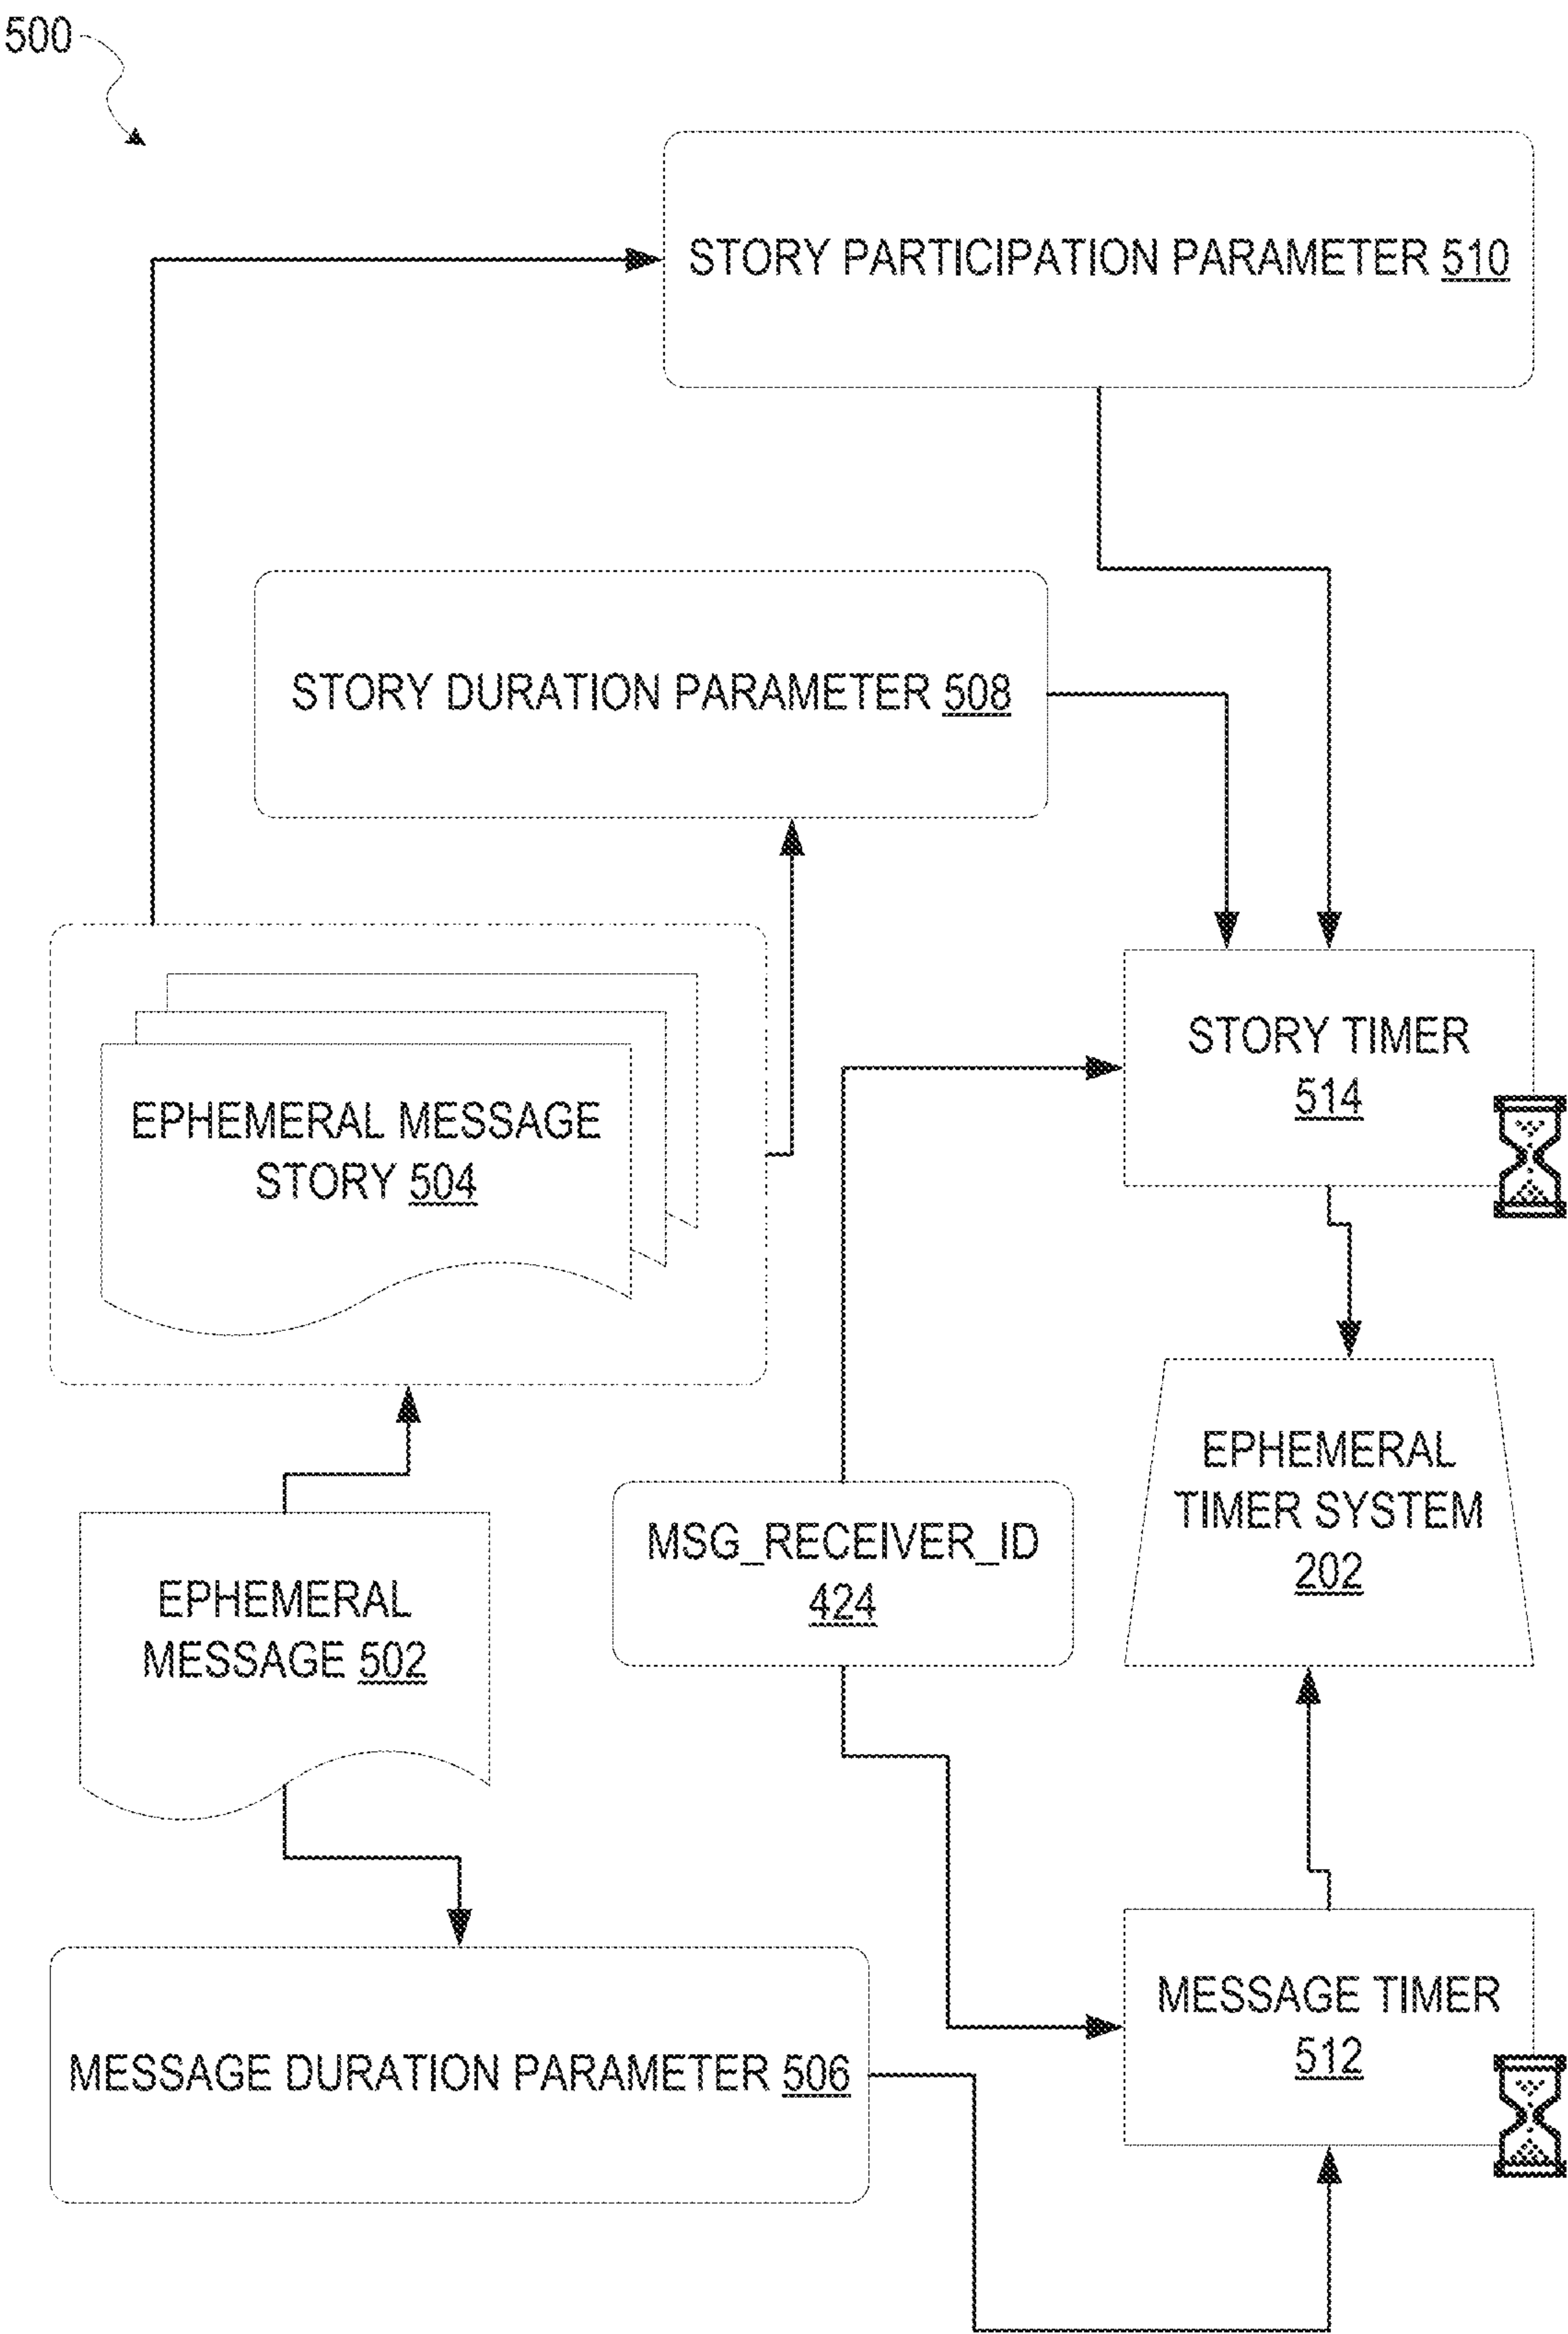 500
STORY PARTICIPATION PARAMETER 510
STORY DURATION PARAMETER 508
STORY TIMER
514
EPHEMERAL MESSAGE
STORY 504
EPHEMERAL
TIMER SYSTEM
202
MSG_RECEIVER_ID
424
EPHEMERAL
MESSAGE 502
MESSAGE TIMER
512
MESSAGE DURATION PARAMETER 506